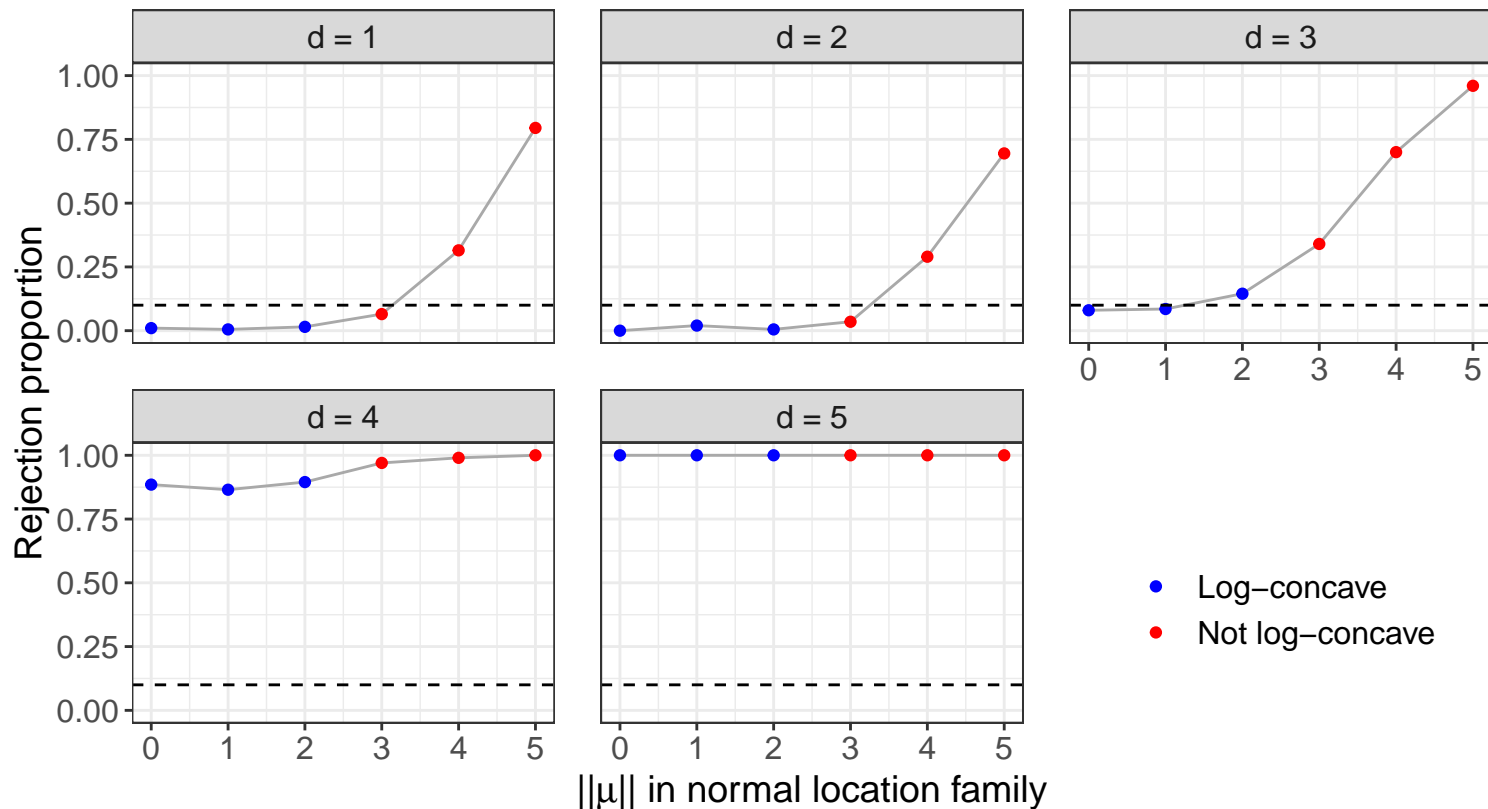 d = 1
d = 2
d = 3
Rejection proportion
1.00
0.75
0.50
0.25
0.00
0 1 2 3 4 5
d = 4
d = 5
1.00
0.75
0.50
0.25
0.00
0 1 2 3 4 5
0 1 2 3 4 5
Log−concave
Not log−concave
||μ|| in normal location family